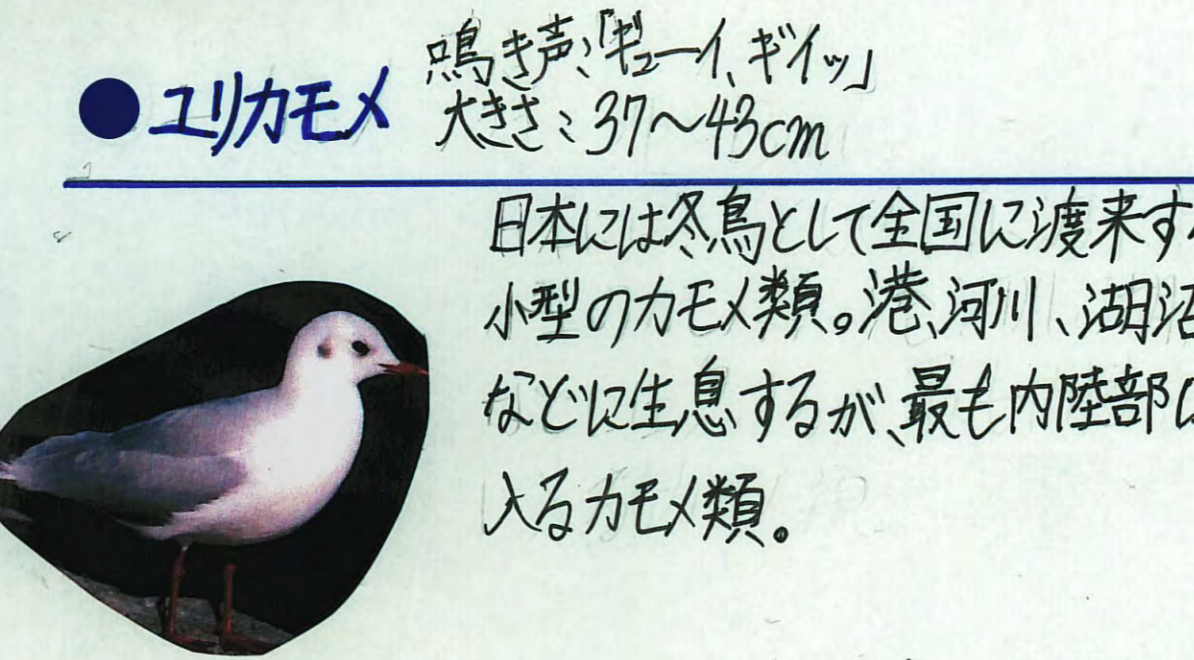 鳴き声:「ギューイ、ギイッ」
●ユリカモメ
大きさ:37〜43cm
日本には冬鳥として全国に渡来す
小型のカモメ類。港、河川、湖沼
などに生息するが、最も内陸部に
入るカモメ類。